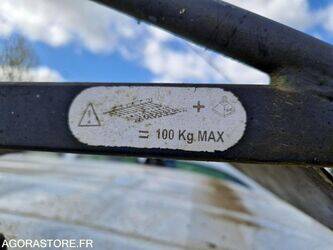 +
= 100 Kg MAX
AGORASTORE.FR